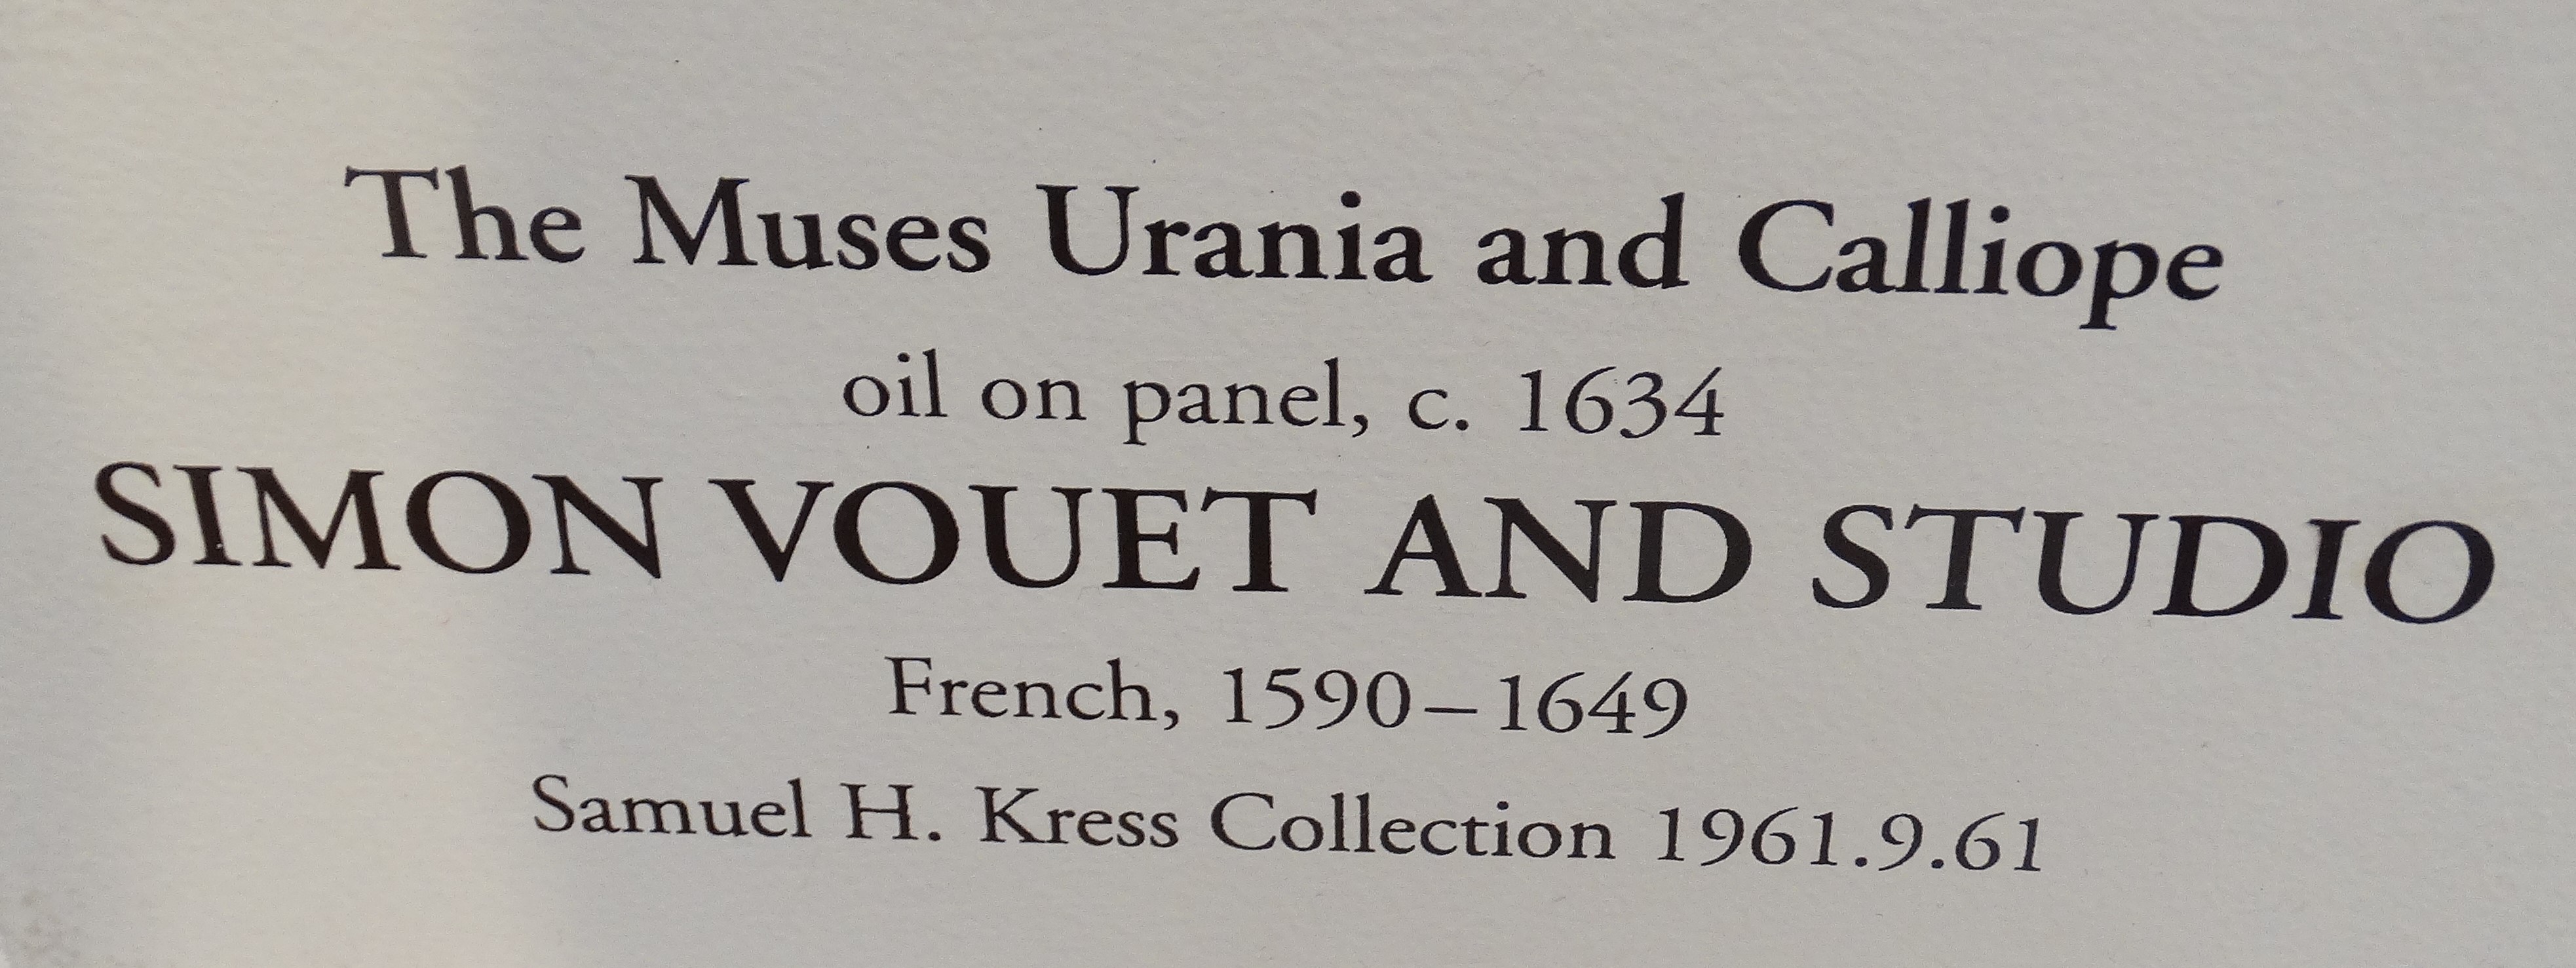 The Muses Urania and Calliope
oil on panel, c. 1634
SIMON VOUET AND STUDIO
French, 1590–1649
Samuel H. Kress Collection 1961.9.61